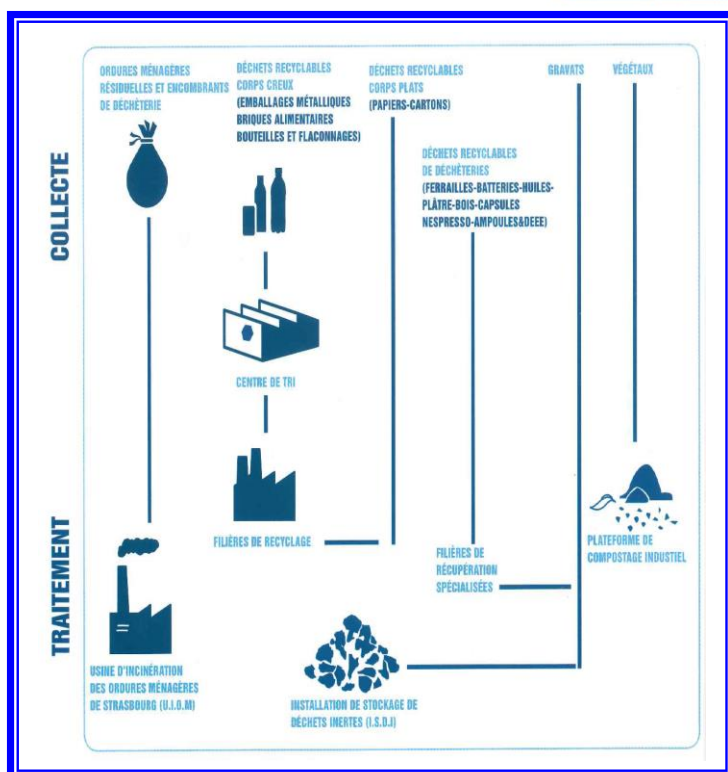 ORDURES MÉNAGÈRES
RÉSIDUELLES ET ENCOMBRANTS
DE DÉCHÈTERIE
DÉCHETS RECYCLABLES
CORPS CREUX
(EMBALLAGES MÉTALLIQUES
BRIQUES ALIMENTAIRES
BOUTEILLES ET FLACONNAGES)
DÉCHETS RECYCLABLES
CORPS PLATS
(PAPIERS-CARTONS)
GRAVATS
VÉGÉTAUX
DÉCHETS RECYCLABLES
DE DÉCHÈTERIES
(FERRAILLES-BATTERIES-HUILES-
PLÂTRE-BOIS-CAPSULES
NESPRESSO-AMPOULES&DEEE)
COLLECTE
CENTRE DE TRI
FILIÈRES DE RECYCLAGE
FILIÈRES DE
RÉCUPÉRATION
SPÉCIALISÉES
PLATEFORME DE
COMPOSTAGE INDUSTIEL
TRAITEMENT
USINE D'INCINÉRATION
DES ORDURES MÉNAGÈRES
DE STRASBOURG (U.I.O.M)
INSTALLATION DE STOCKAGE DE
DÉCHETS INERTES (I.S.D.I)